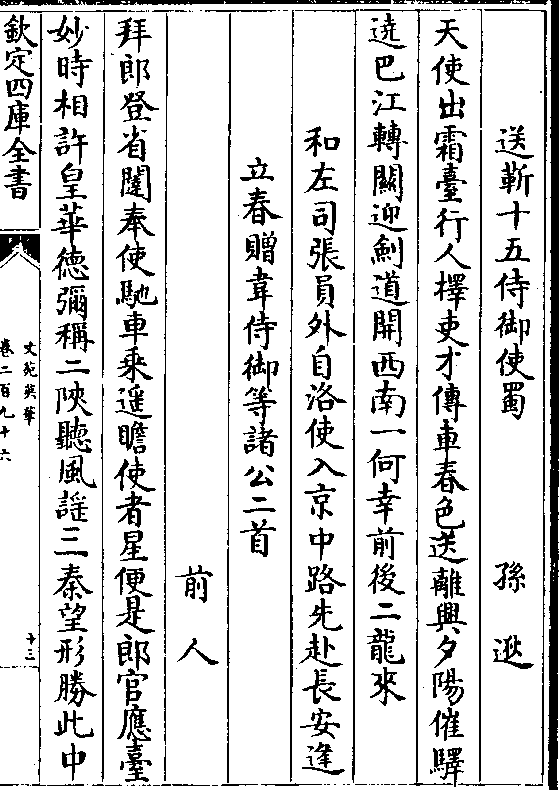 送靳十五侍御使蜀 孫逖
天使出霜臺行人擇吏才傳車春色送離興夕陽催驛
遶巴江轉關迎劍道開西南一何幸前後二龍來
和左司張員外自洛使入京中路先赴長安逢
立春贈韋侍御等諸公二首
前人
拜郎登省闥奉使馳車乘遥瞻使者星便是郎官應臺
妙時相許皇華德彌稱二陝聽風謡三秦望形勝此中
欽定四庫全書
文苑英華
卷二百九十六
十三